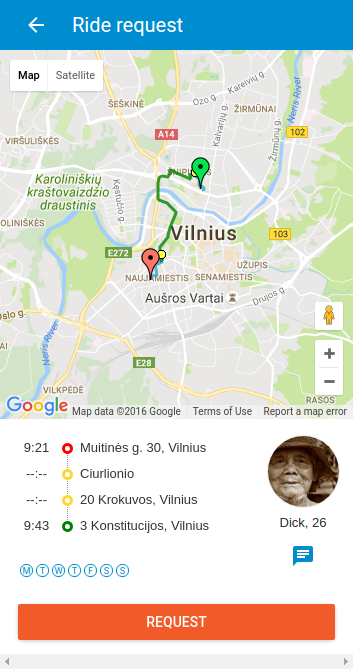 Ride request
Map Satellite
Ozo g.
Kareivių g.
ŠEŠKINĖ
ŽIRMŪNAI
Kalvarijų g.
Žirmūnų g.
Neris River
A14
102
VIRŠULIŠKĖS
Karoliniškių
kraštovaizdžio
draustinis
Kęstučio g.
OLINIŠKĖS
Vilnius
103
E272
UŽUPIS
NAUJAMIESTIS SENAMIESTIS
Aušros Vartai
Drujos g.
oslo g.
Neris River
E28
VILKPĖDĖ
RASOS
Google
Map data ©2016 Google Terms of Use Report a map error
9:21 Muitinės g. 30, Vilnius
--:-- Ciurlionio
--:-- 20 Krokuvos, Vilnius
9:43 3 Konstitucijos, Vilnius
Dick, 26
M T W T F S S
REQUEST